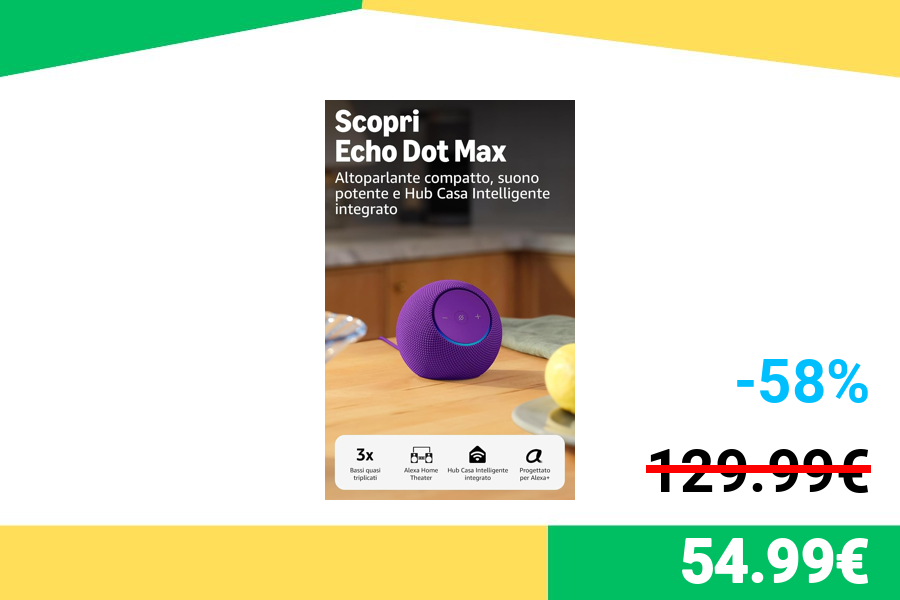 Scopri
Echo Dot Max
Altoparlante compatto, suono
potente e Hub Casa Intelligente
integrato
3x
Bassi quasi
triplicati
Alexa Home
Theater
Hub Casa Intelligente
integrato
Progettato
per Alexa+
-58%
129.99€
54.99€